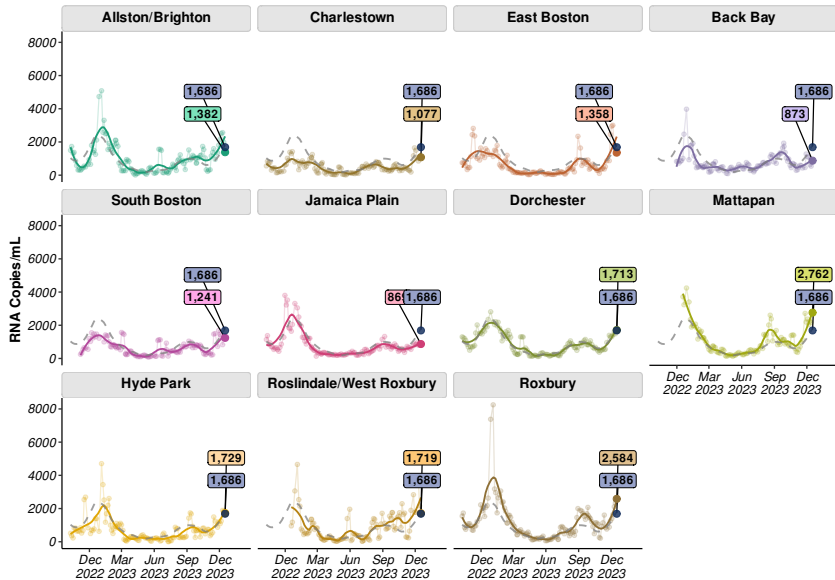 Allston/Brighton
Charlestown
East Boston
Back Bay
8000
6000
4000
2000
0
1,686
1,382
1,686
1,077
1,686
1,358
1,686
873
South Boston
Jamaica Plain
Dorchester
Mattapan
RNA Copies/mL
8000
6000
4000
2000
0
1,686
1,241
1,686
1,713
1,686
2,762
1,686
Dec 2022
Mar 2023
Jun 2023
Sep 2023
Dec 2023
Hyde Park
Roslindale/West Roxbury
Roxbury
8000
6000
4000
2000
0
1,729
1,686
1,719
1,686
2,584
1,686
Dec 2022
Mar 2023
Jun 2023
Sep 2023
Dec 2023
Dec 2022
Mar 2023
Jun 2023
Sep 2023
Dec 2023
Dec 2022
Mar 2023
Jun 2023
Sep 2023
Dec 2023